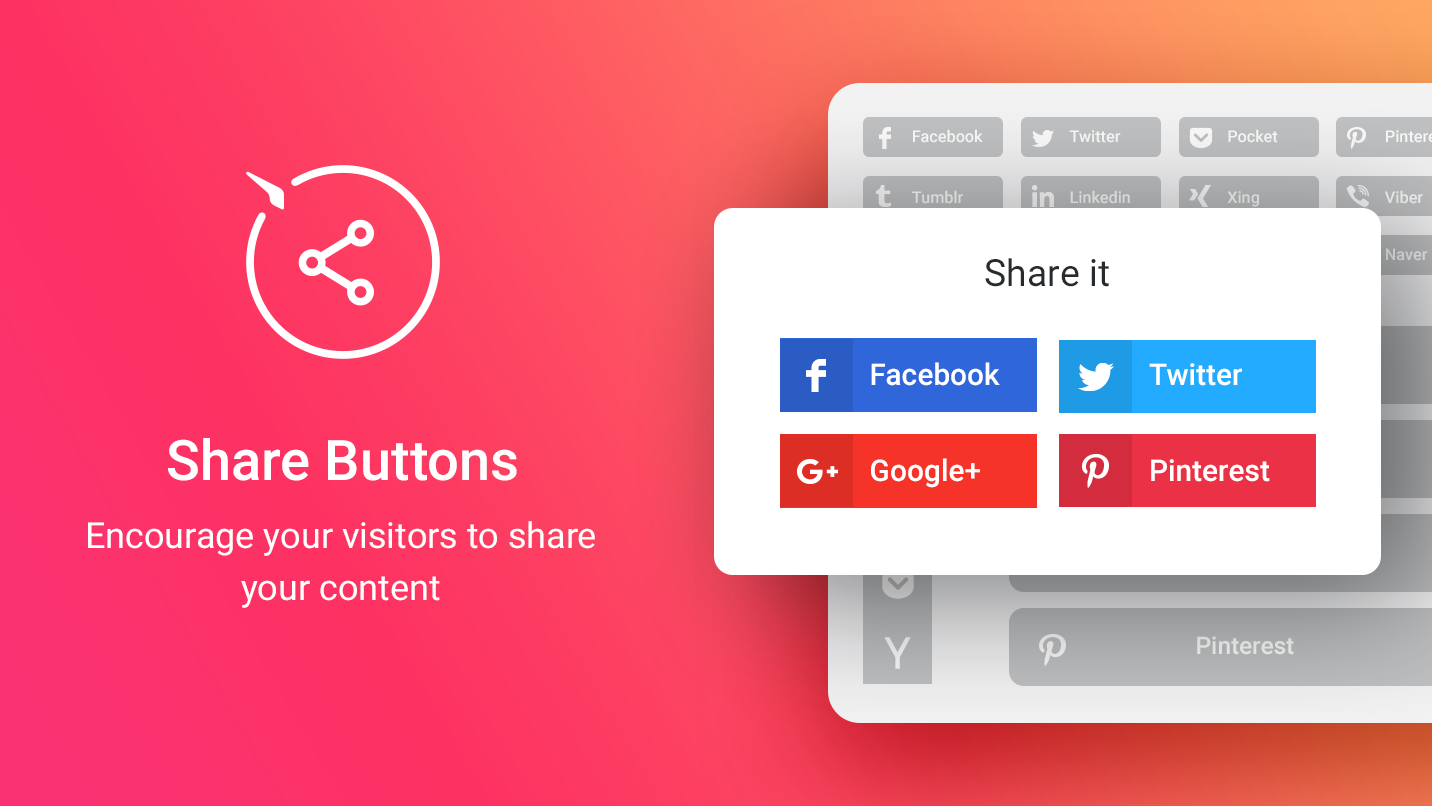 Share Buttons
Encourage your visitors to share
your content
Facebook
Twitter
Pocket
Tumblr
Linkedin
Xing
Viber
Naver
Share it
Facebook
Twitter
Google+
Pinterest
Pinterest